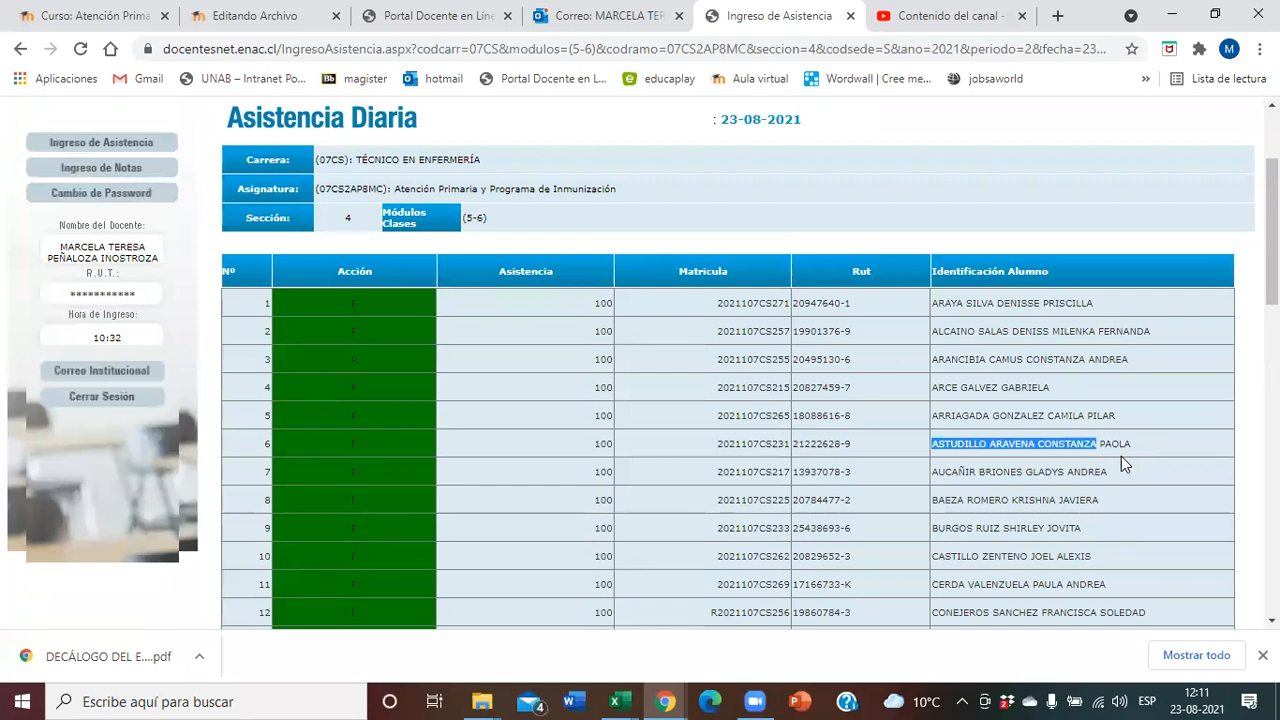 Curso: Atención Prima
Editando Archivo
Portal Docente en Líne
Correo: MARCELA TER
Ingreso de Asistencia
Contenido del canal -
docentesnet.enac.cl/IngresoAsistencia.aspx?codcarr=07CS&modulos=(5-6)&codramo=07CS2AP8MC&seccion=4&codsede=S&ano=2021&periodo=2&fecha=23...
M
Aplicaciones
Gmail
UNAB – Intranet Po...
Bb magister
hotmail
Portal Docente en L...
educaplay
Aula virtual
Wordwall | Cree me...
jobsaworld
»
Lista de lectura
Asistencia Diaria
: 23-08-2021
Ingreso de Asistencia
Ingreso de Notas
Cambio de Password
Nombre del Docente:
MARCELA TERESA
PEÑALOZA INOSTROZA
R.U.T.:
***********
Hora de Ingreso:
10:32
Correo Institucional
Cerrar Sesión
Carrera: (07CS): TÉCNICO EN ENFERMERÍA
Asignatura: (07CS2AP8MC): Atención Primaria y Programa de Inmunización
Sección: 4 Módulos Clases (5-6)
Nº Acción Asistencia Matricula Rut Identificación Alumno
1 P 100 2021107CS271 20947640-1 ARAYA SILVA DENISSE PRISCILLA
2 P 100 2021107CS257 19901376-9 ALCAINO SALAS DENISS MILENKA FERNANDA
3 P 100 2021107CS255 20495130-6 ARANCIBIA CAMUS CONSTANZA ANDREA
4 P 100 2021107CS215 20827459-7 ARCE GALVEZ GABRIELA
5 P 100 2021107CS265 18088616-8 ARRIAGADA GONZALEZ CAMILA PILAR
6 P 100 2021107CS231 21222628-9 ASTUDILLO ARAVENA CONSTANZA PAOLA
7 P 100 2021107CS217 13937078-3 AUCAÑIR BRIONES GLADYS ANDREA
8 P 100 2021107CS225 20784477-2 BAEZA ROMERO KRISHNA JAVIERA
9 P 100 2021107CS233 25438693-6 BURGOS RUIZ SHIRLEY JOVITA
10 P 100 2021107CS262 20829652-3 CASTILLO ZENTENO JOEL ALEXIS
11 P 100 2021107CS269 17166733-K CERDA VALENZUELA PAULA ANDREA
12 P 100 R2021107CS256 19860784-3 CONEJEROS SANCHEZ FRANCISCA SOLEDAD
DECÁLOGO DEL E....pdf
Mostrar todo
Escribe aquí para buscar
4
10°C
ESP
12:11
23-08-2021